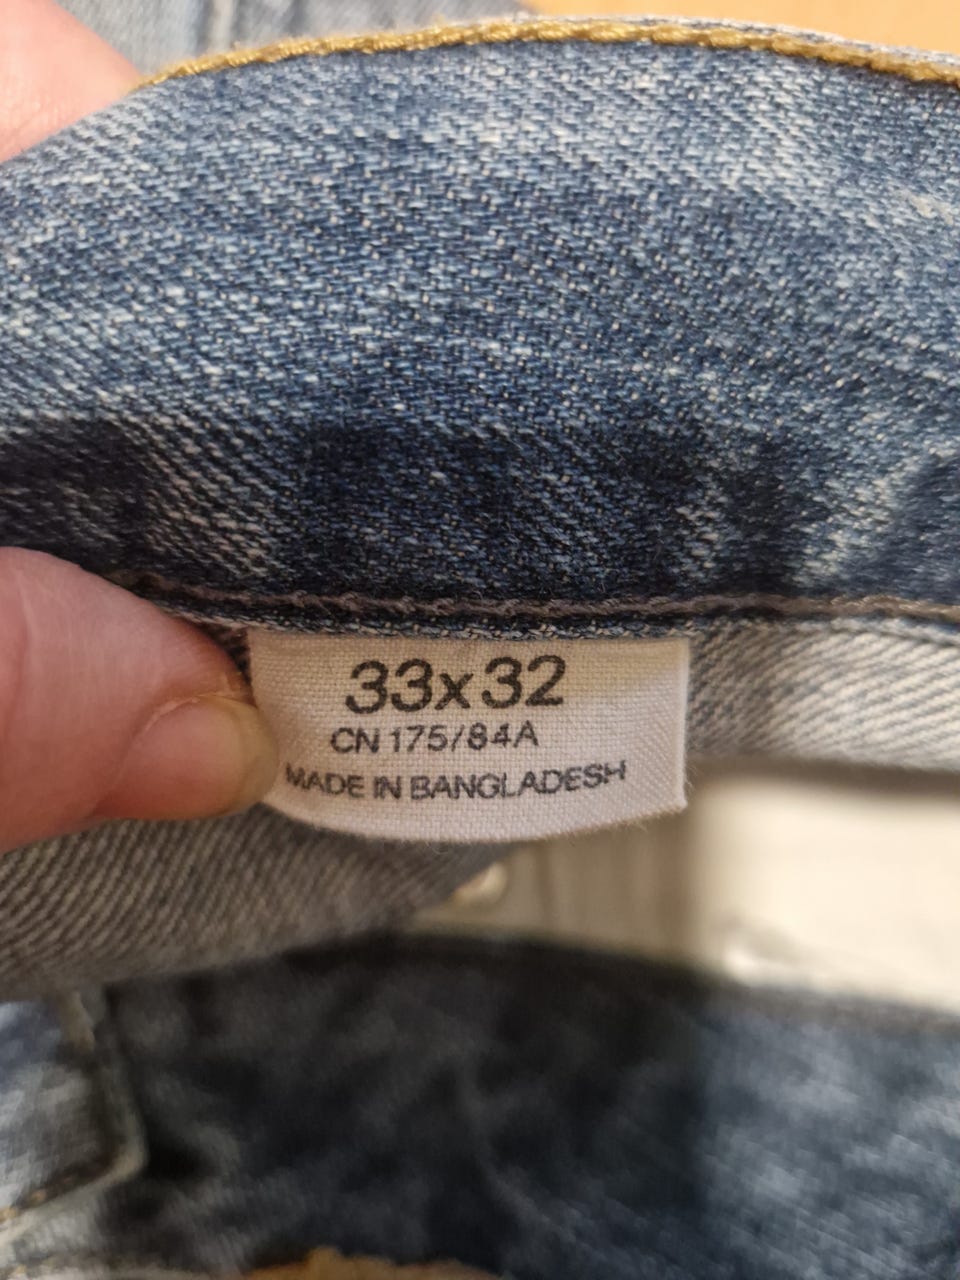 33x32
CN 175/84A
MADE IN BANGLADESH